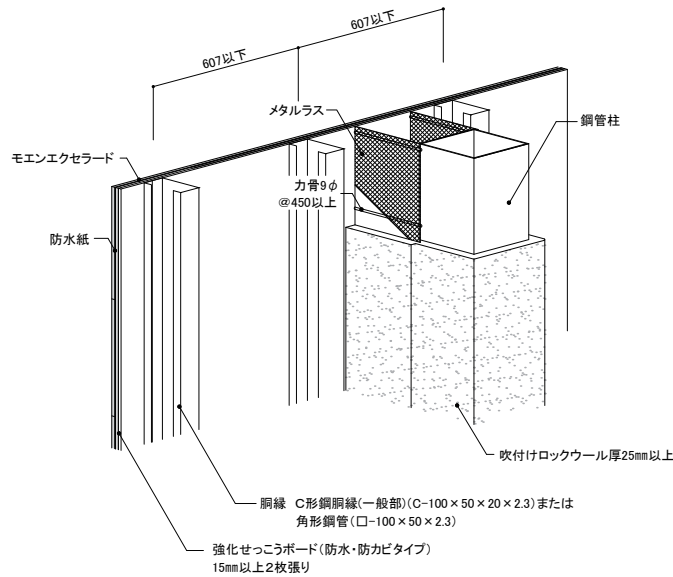 607以下
607以下
メタルラス
鋼管柱
モエンエクセラード
力骨9φ
@450以上
防水紙
吹付けロックウール厚25mm以上
胴縁 C形鋼胴縁(一般部)(C-100×50×20×2.3)または
角形鋼管(□-100×50×2.3)
強化せっこうボード(防水・防カビタイプ)
15mm以上2枚張り